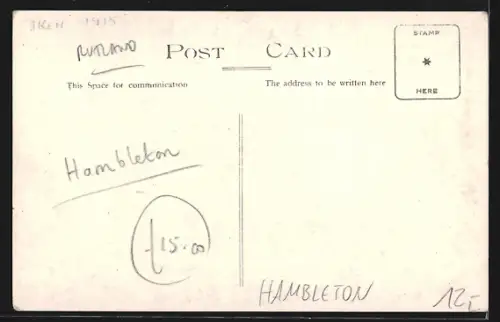 1915
RUTLAND
POST CARD
STAMP
*
HERE
This Space for communication
The address to be written here
Hambleton
£15.00
HAMBLETON
12